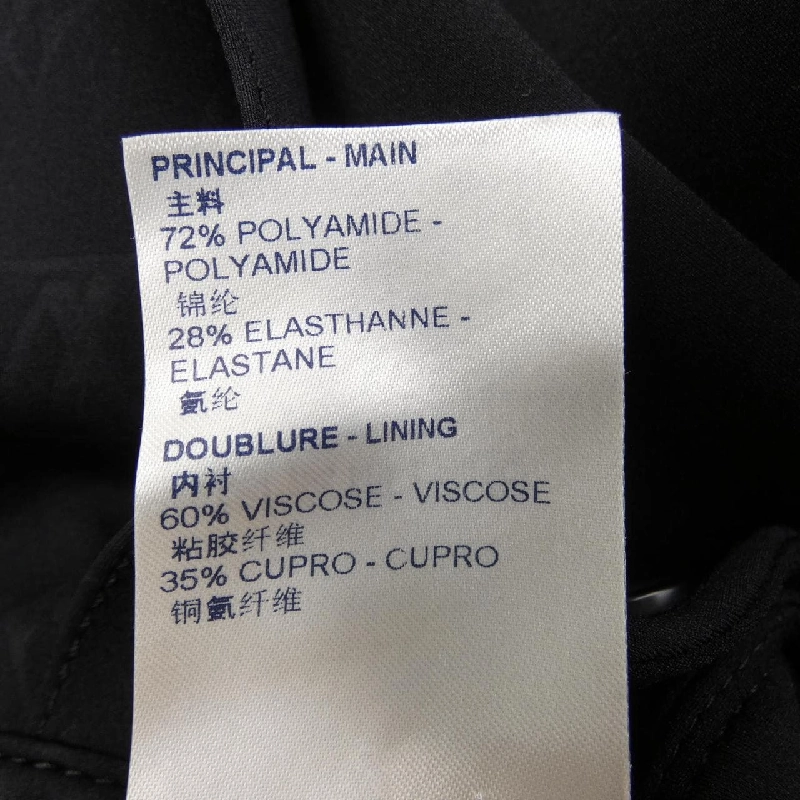 PRINCIPAL - MAIN
主料
72% POLYAMIDE -
POLYAMIDE
锦纶
28% ELASTHANNE -
ELASTANE
氨纶
DOUBLURE - LINING
内衬
60% VISCOSE - VISCOSE
粘胶纤维
35% CUPRO - CUPRO
铜氨纤维